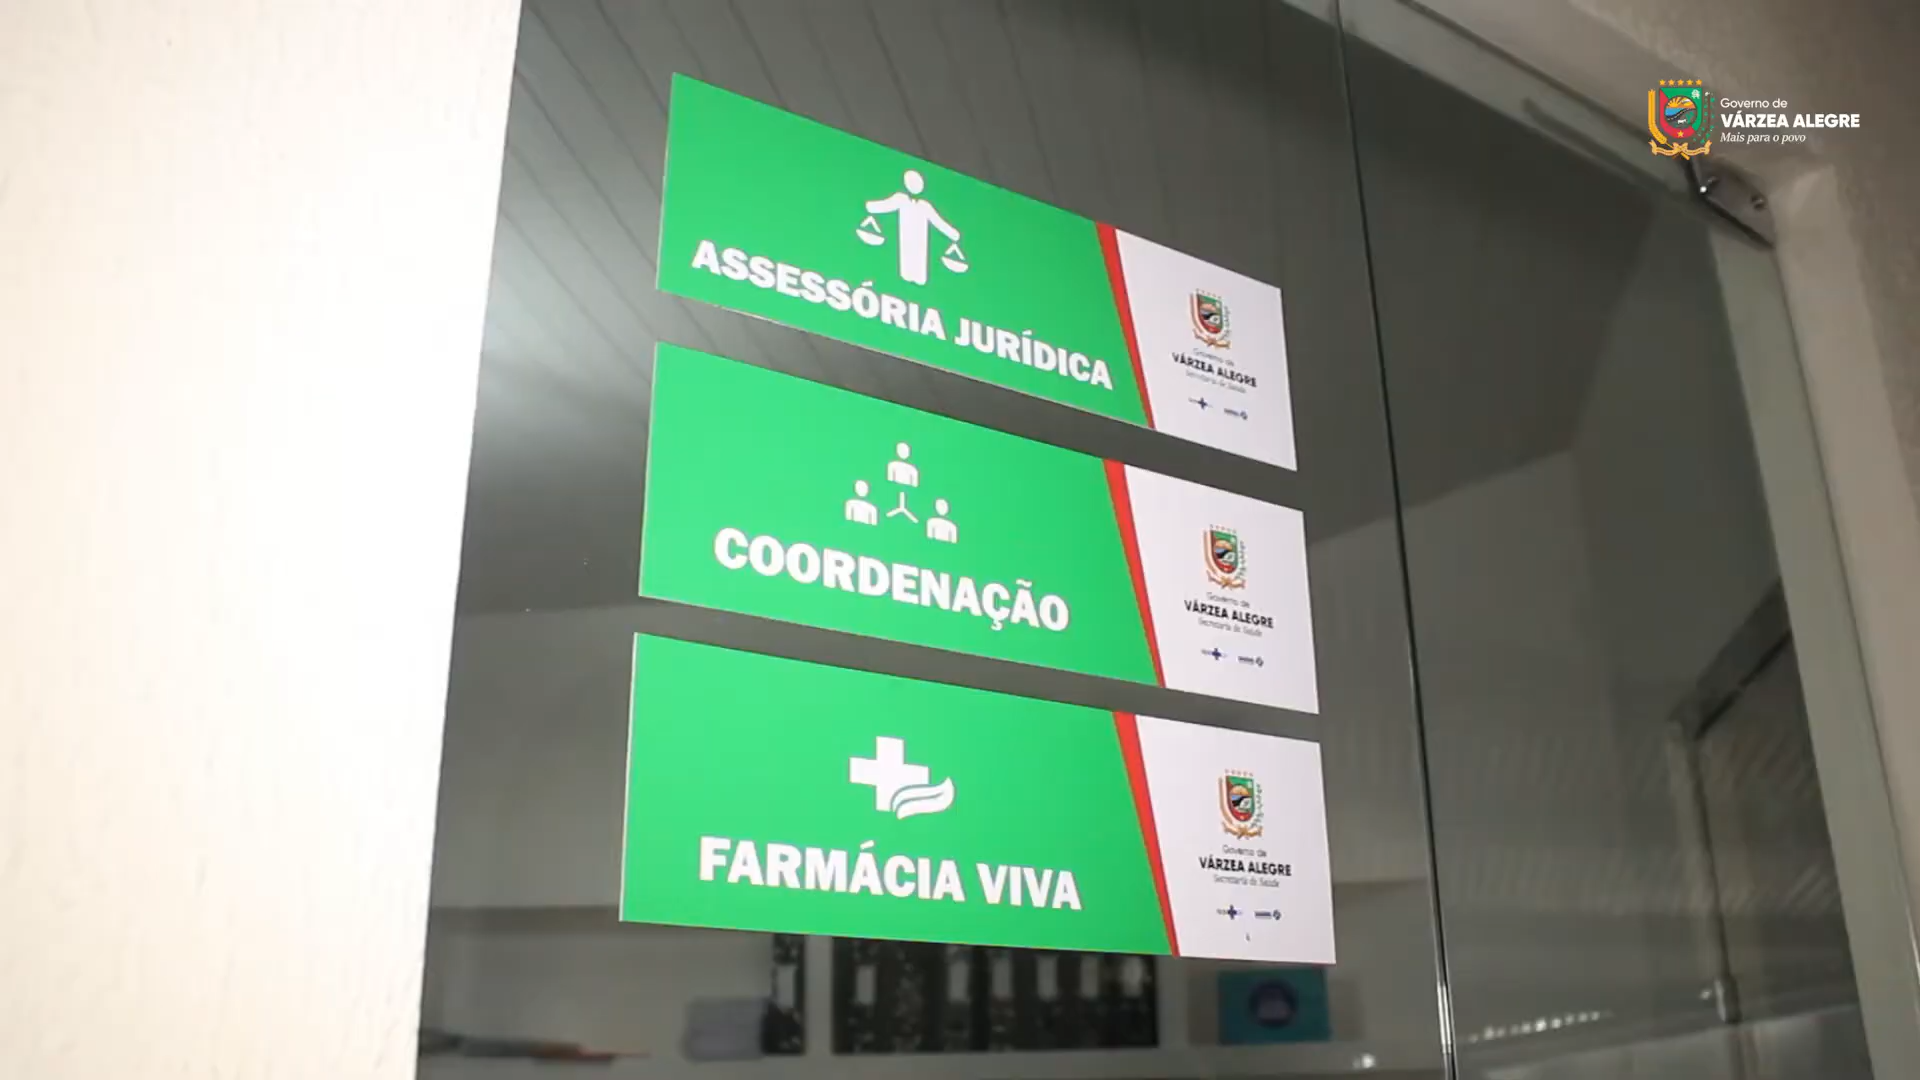 Governo de
VÁRZEA ALEGRE
Mais para o povo
ASSESSÓRIA JURÍDICA
Governo de
VÁRZEA ALEGRE
Secretaria de Saúde
COORDENAÇÃO
Governo de
VÁRZEA ALEGRE
Secretaria de Saúde
FARMÁCIA VIVA
Governo de
VÁRZEA ALEGRE
Secretaria de Saúde